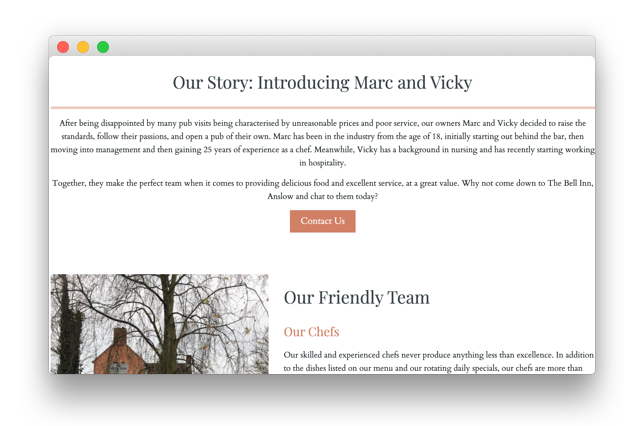 Our Story: Introducing Marc and Vicky
After being disappointed by many pub visits being characterised by unreasonable prices and poor service, our owners Marc and Vicky decided to raise the
standards, follow their passions, and open a pub of their own. Marc has been in the industry from the age of 18, initially starting out behind the bar, then
moving into management and then gaining 25 years of experience as a chef. Meanwhile, Vicky has a background in nursing and has recently starting working
in hospitality.
Together, they make the perfect team when it comes to providing delicious food and excellent service, at a great value. Why not come down to The Bell Inn,
Anslow and chat to them today?
Contact Us
Our Friendly Team
Our Chefs
Our skilled and experienced chefs never produce anything less than excellence. In addition
to the dishes listed on our menu and our rotating daily specials, our chefs are more than